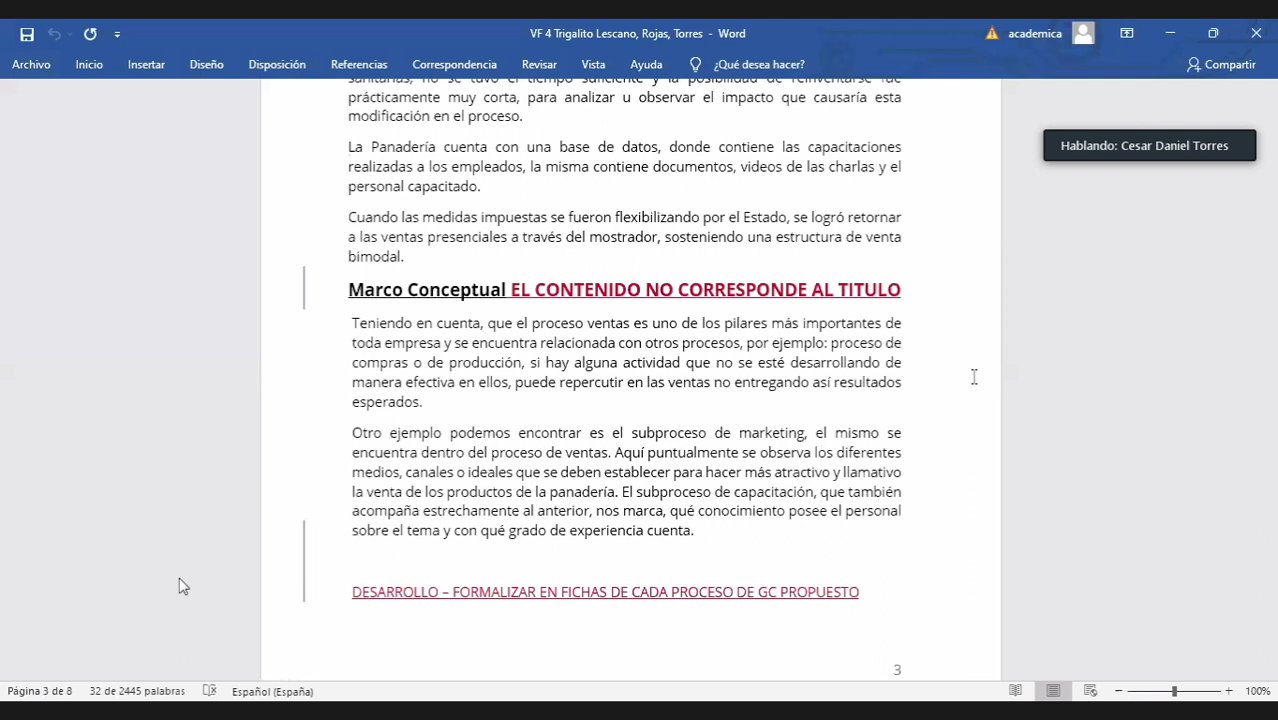 VF 4 Trigalito Lescano, Rojas, Torres - Word
academica
Archivo Inicio Insertar Diseño Disposición Referencias Correspondencia Revisar Vista Ayuda ¿Qué desea hacer? Compartir
Hablando: Cesar Daniel Torres
sanitarias, no se tuvo el tiempo suficiente y la posibilidad de reinventarse fue
prácticamente muy corta, para analizar u observar el impacto que causaría esta
modificación en el proceso.
La Panadería cuenta con una base de datos, donde contiene las capacitaciones
realizadas a los empleados, la misma contiene documentos, videos de las charlas y el
personal capacitado.
Cuando las medidas impuestas se fueron flexibilizando por el Estado, se logró retornar
a las ventas presenciales a través del mostrador, sosteniendo una estructura de venta
bimodal.
Marco Conceptual EL CONTENIDO NO CORRESPONDE AL TITULO
Teniendo en cuenta, que el proceso ventas es uno de los pilares más importantes de
toda empresa y se encuentra relacionada con otros procesos, por ejemplo: proceso de
compras o de producción, si hay alguna actividad que no se esté desarrollando de
manera efectiva en ellos, puede repercutir en las ventas no entregando así resultados
esperados.
Otro ejemplo podemos encontrar es el subproceso de marketing, el mismo se
encuentra dentro del proceso de ventas. Aquí puntualmente se observa los diferentes
medios, canales o ideales que se deben establecer para hacer más atractivo y llamativo
la venta de los productos de la panadería. El subproceso de capacitación, que también
acompaña estrechamente al anterior, nos marca, qué conocimiento posee el personal
sobre el tema y con qué grado de experiencia cuenta.
DESARROLLO – FORMALIZAR EN FICHAS DE CADA PROCESO DE GC PROPUESTO
3
Página 3 de 8 32 de 2445 palabras Español (España) 100%